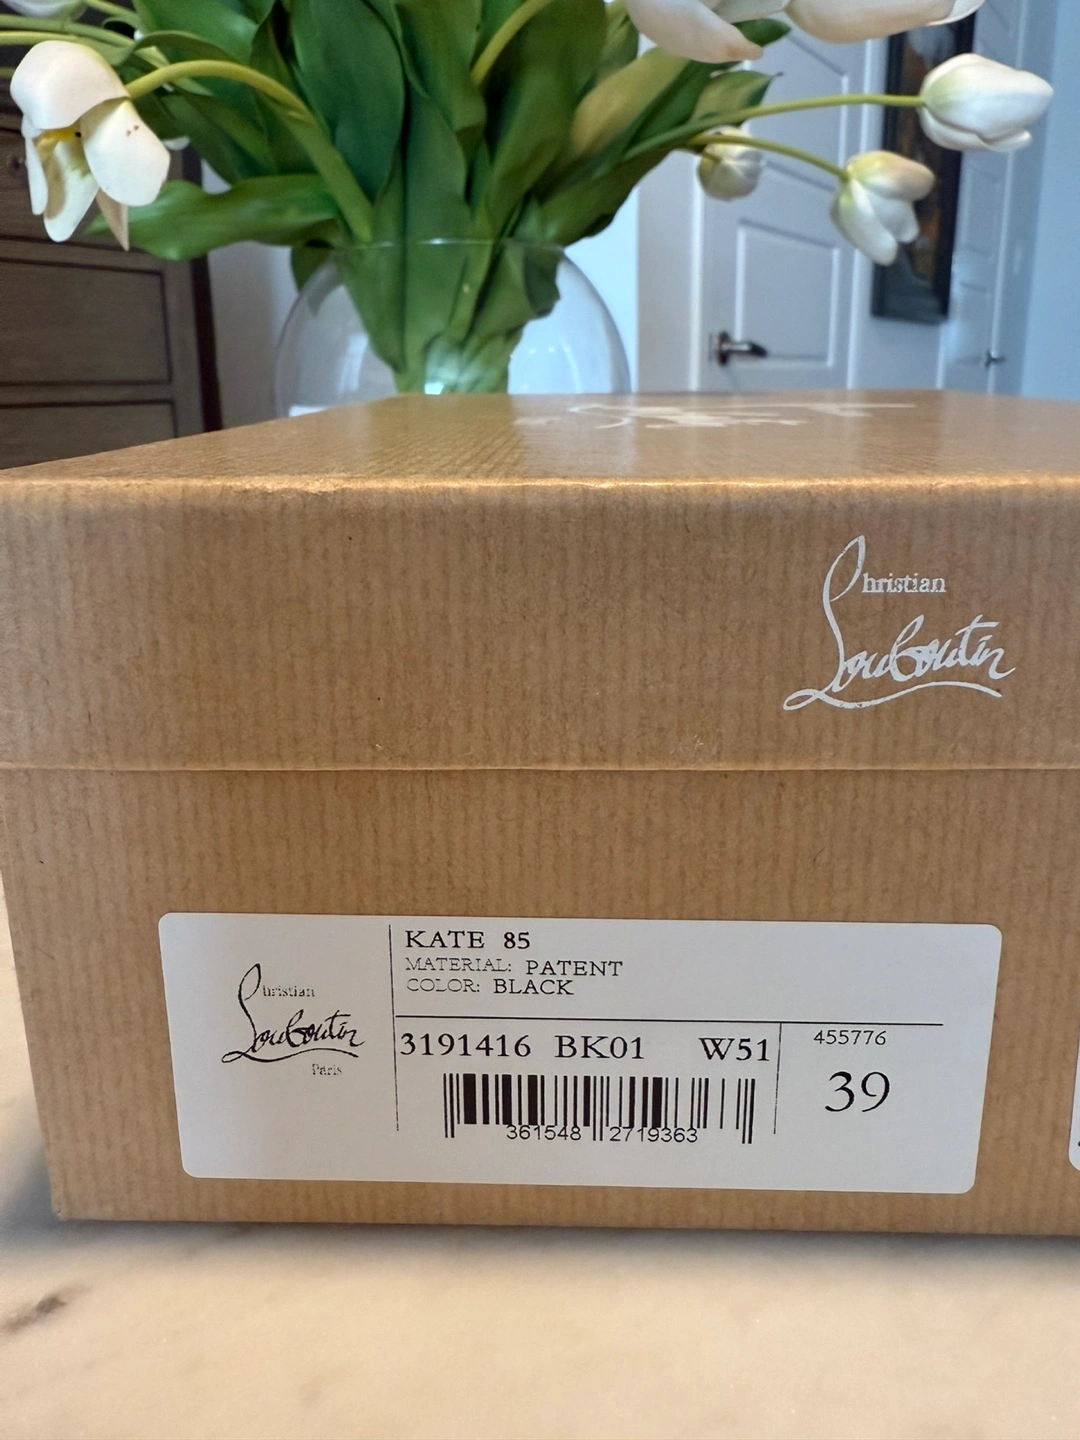 Christian
Louboutin
KATE 85
MATERIAL: PATENT
COLOR: BLACK
Christian
Louboutin
Paris
3191416 BK01 W51
455776
39
361548 2719363